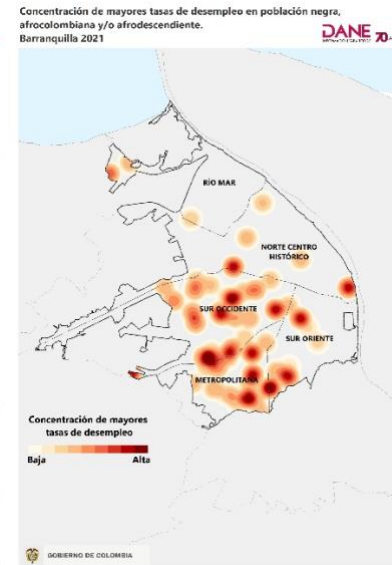 Concentración de mayores tasas de desempleo en población negra,
afrocolombiana y/o afrodescendiente.
Barranquilla 2021
DANE 70
RÍO MAR
NORTE CENTRO
HISTÓRICO
SUR OCCIDENTE
SUR ORIENTE
METROPOLITANA
Concentración de mayores
tasas de desempleo
Baja Alta
GOBIERNO DE COLOMBIA